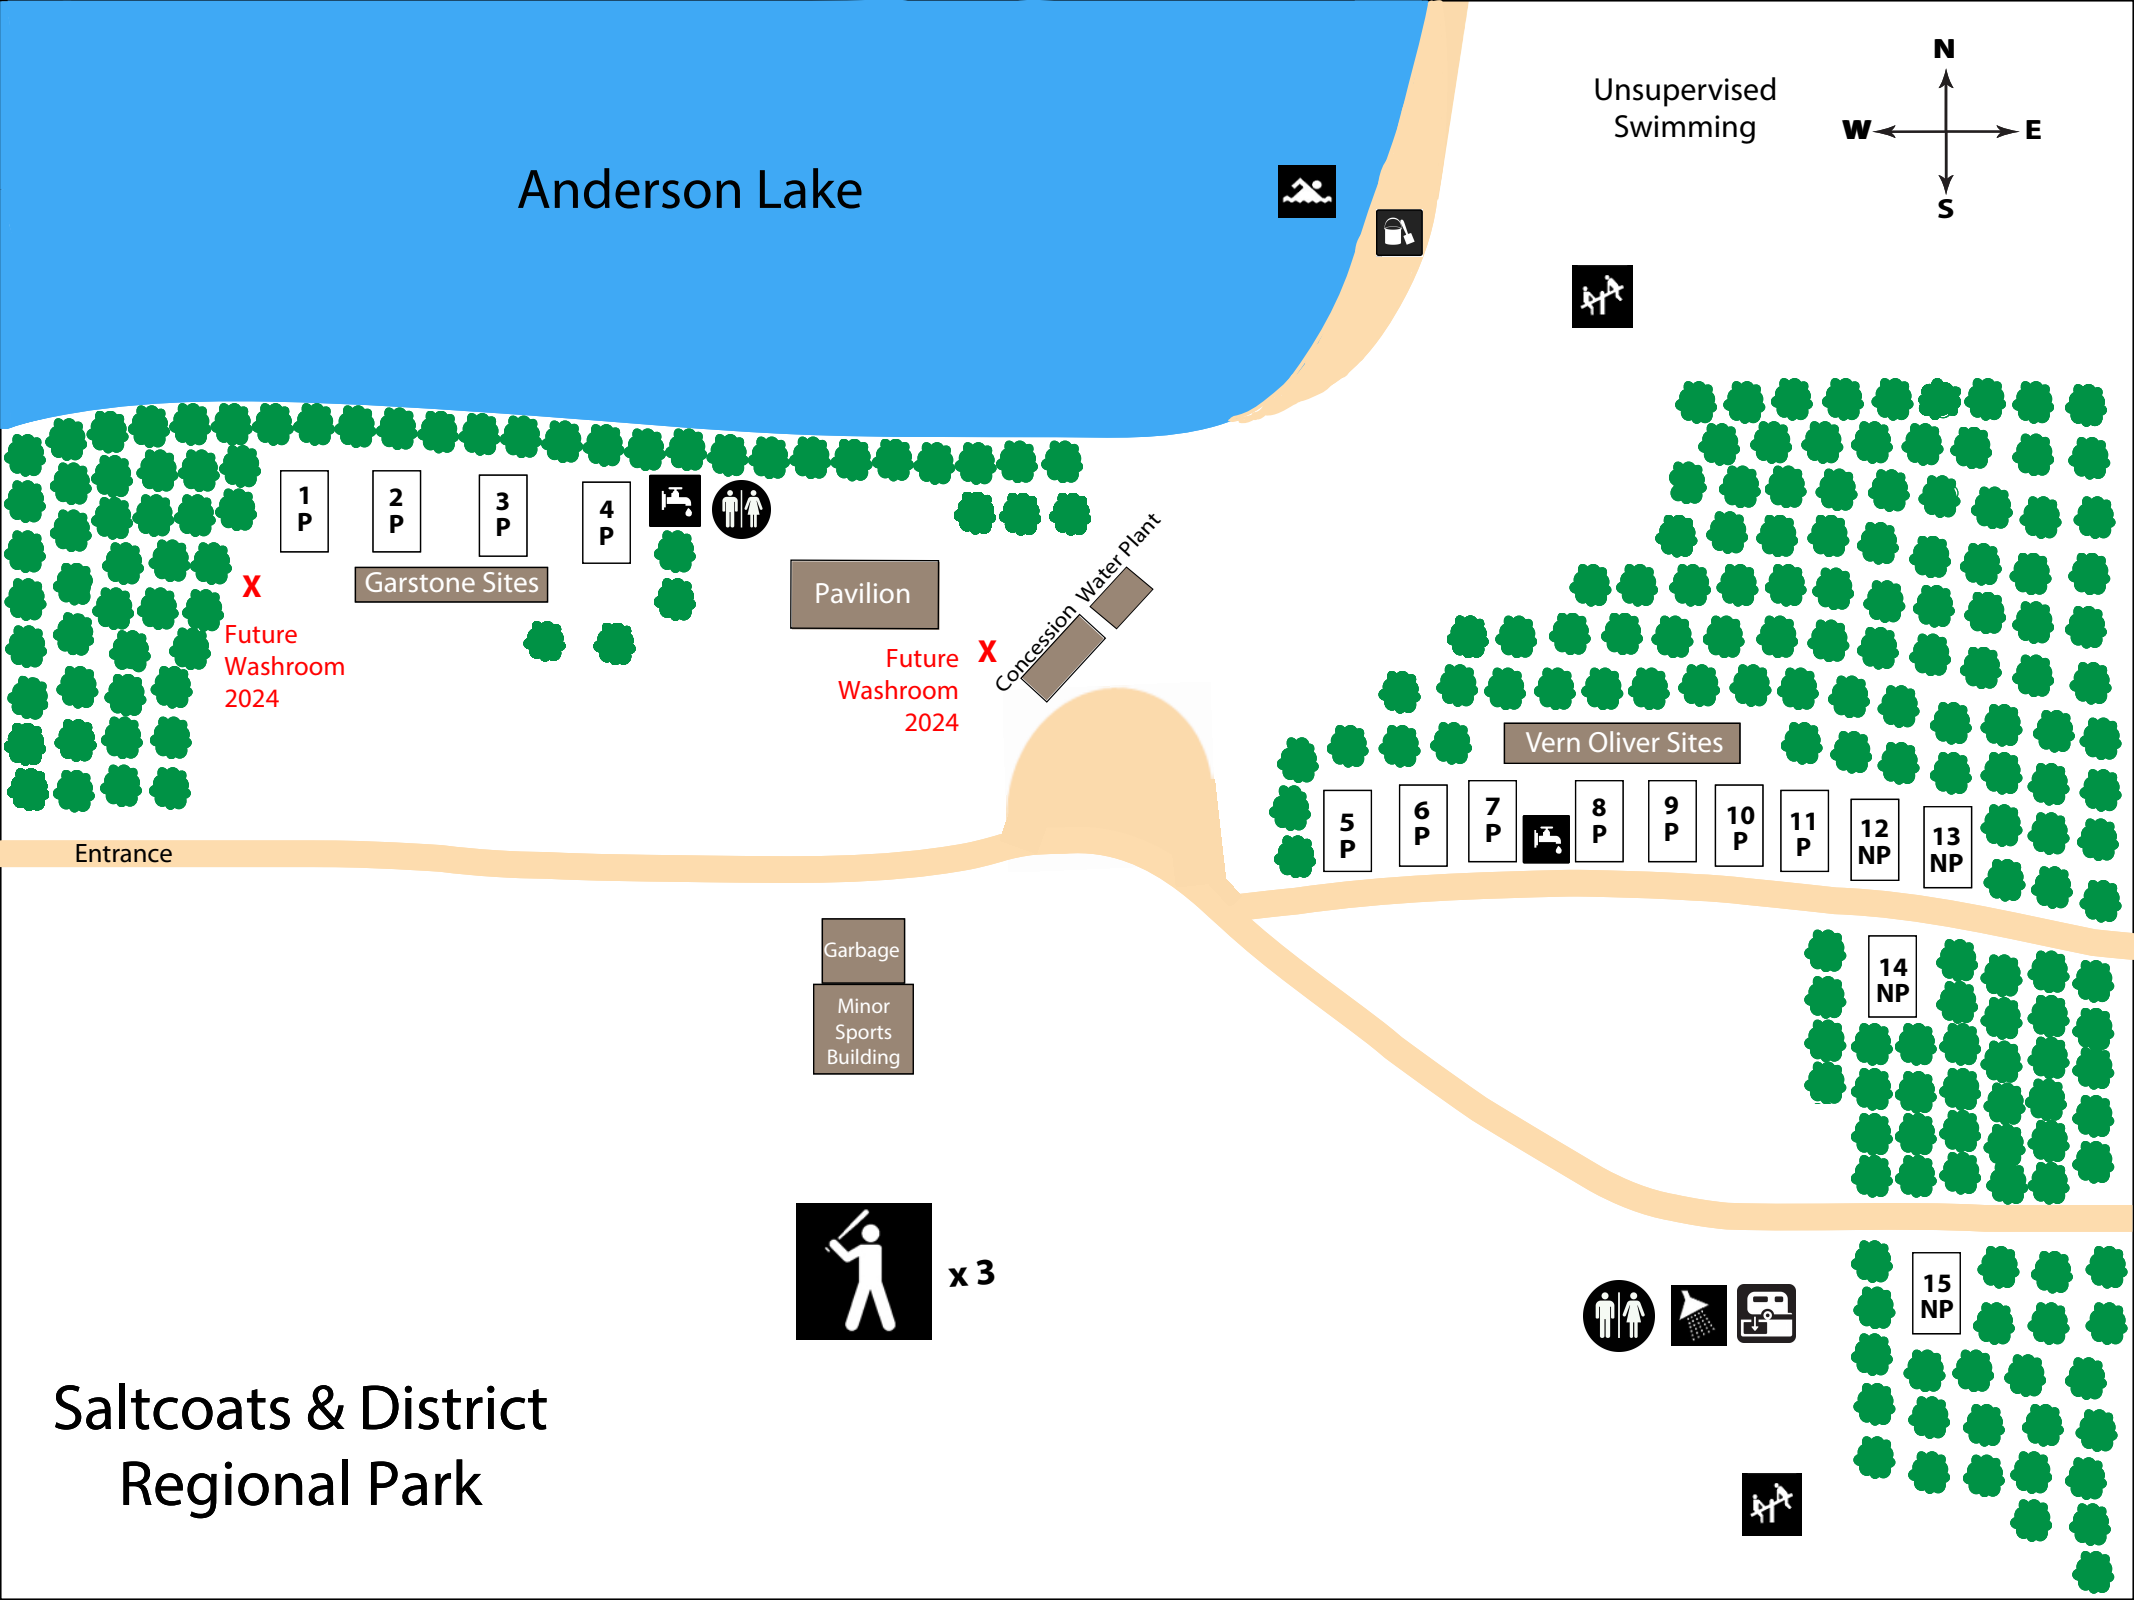 N
Unsupervised
Swimming
W
E
S
Anderson Lake
1
P
2
P
3
P
4
P
Garstone Sites
X
Future
Washroom
2024
Pavilion
Water Plant
Concession
X
Future
Washroom
2024
Vern Oliver Sites
5
P
6
P
7
P
8
P
9
P
10
P
11
P
12
NP
13
NP
Entrance
Garbage
Minor
Sports
Building
14
NP
x 3
15
NP
Saltcoats & District
Regional Park